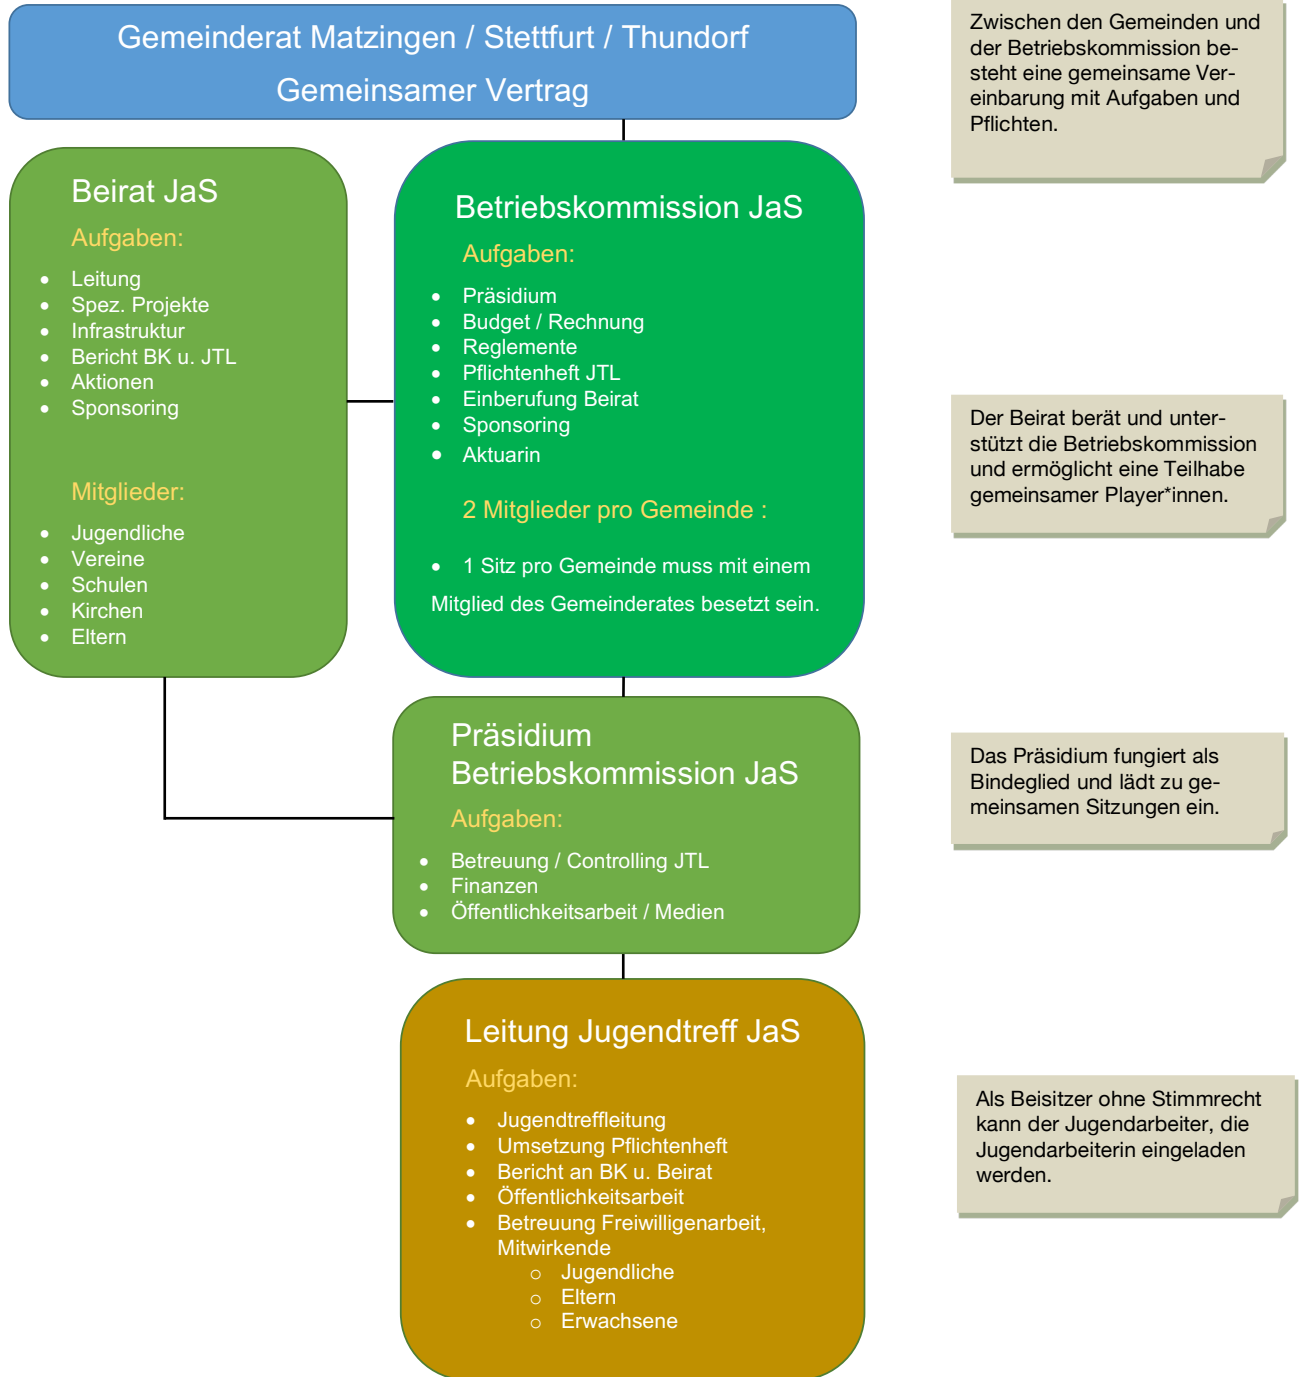 Gemeinderat Matzingen / Stettfurt / Thundorf
Gemeinsamer Vertrag
Zwischen den Gemeinden und
der Betriebskommission be-
steht eine gemeinsame Ver-
einbarung mit Aufgaben und
Pflichten.
Beirat JaS
Aufgaben:
• Leitung
• Spez. Projekte
• Infrastruktur
• Bericht BK u. JTL
• Aktionen
• Sponsoring
Mitglieder:
• Jugendliche
• Vereine
• Schulen
• Kirchen
• Eltern
Betriebskommission JaS
Aufgaben:
• Präsidium
• Budget / Rechnung
• Reglemente
• Pflichtenheft JTL
• Einberufung Beirat
• Sponsoring
• Aktuarin
2 Mitglieder pro Gemeinde :
• 1 Sitz pro Gemeinde muss mit einem
Mitglied des Gemeinderates besetzt sein.
Der Beirat berät und unter-
stützt die Betriebskommission
und ermöglicht eine Teilhabe
gemeinsamer Player*innen.
Präsidium
Betriebskommission JaS
Aufgaben:
• Betreuung / Controlling JTL
• Finanzen
• Öffentlichkeitsarbeit / Medien
Das Präsidium fungiert als
Bindeglied und lädt zu ge-
meinsamen Sitzungen ein.
Leitung Jugendtreff JaS
Aufgaben:
• Jugendtreffleitung
• Umsetzung Pflichtenheft
• Bericht an BK u. Beirat
• Öffentlichkeitsarbeit
• Betreuung Freiwilligenarbeit,
Mitwirkende
o Jugendliche
o Eltern
o Erwachsene
Als Beisitzer ohne Stimmrecht
kann der Jugendarbeiter, die
Jugendarbeiterin eingeladen
werden.